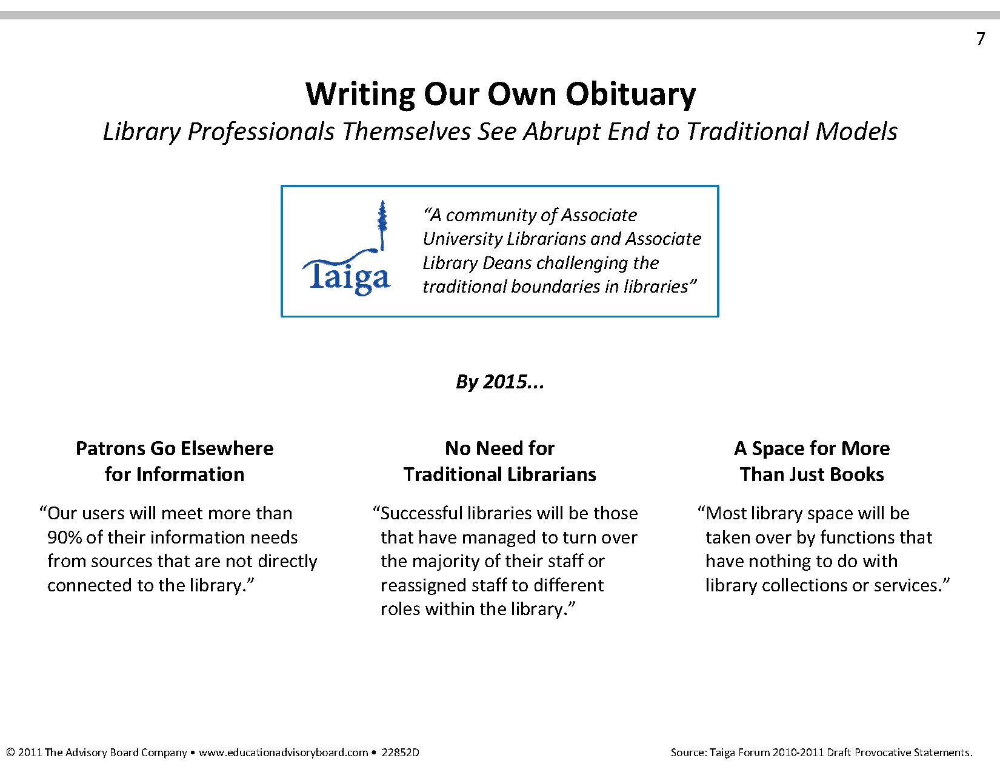 7
Writing Our Own Obituary
Library Professionals Themselves See Abrupt End to Traditional Models
Taiga
“A community of Associate
University Librarians and Associate
Library Deans challenging the
traditional boundaries in libraries”
By 2015...
Patrons Go Elsewhere
for Information
“Our users will meet more than
90% of their information needs
from sources that are not directly
connected to the library.”
No Need for
Traditional Librarians
“Successful libraries will be those
that have managed to turn over
the majority of their staff or
reassigned staff to different
roles within the library.”
A Space for More
Than Just Books
“Most library space will be
taken over by functions that
have nothing to do with
library collections or services.”
© 2011 The Advisory Board Company • www.educationadvisoryboard.com • 22852D
Source: Taiga Forum 2010-2011 Draft Provocative Statements.